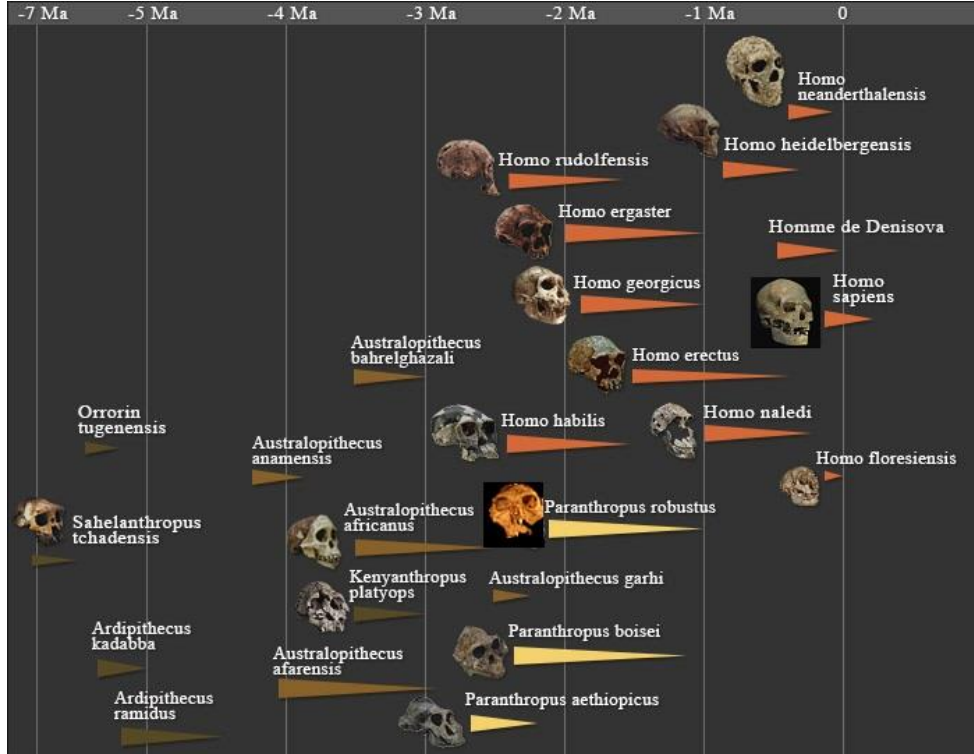 -7 Ma -5 Ma -4 Ma -3 Ma -2 Ma -1 Ma 0
Homo
neanderthalensis
Homo heidelbergensis
Homo rudolfensis
Homo ergaster
Homme de Denisova
Homo georgicus
Homo
sapiens
Australopithecus
bahrelghazali
Homo erectus
Orrorin
tugenensis
Homo habilis
Homo naledi
Australopithecus
anamensis
Homo floresiensis
Sahelanthropus
tchadensis
Australopithecus
africanus
Paranthropus robustus
Kenyanthropus
platyops
Australopithecus garhi
Ardipithecus
kadabba
Paranthropus boisei
Australopithecus
afarensis
Ardipithecus
ramidus
Paranthropus aethiopicus